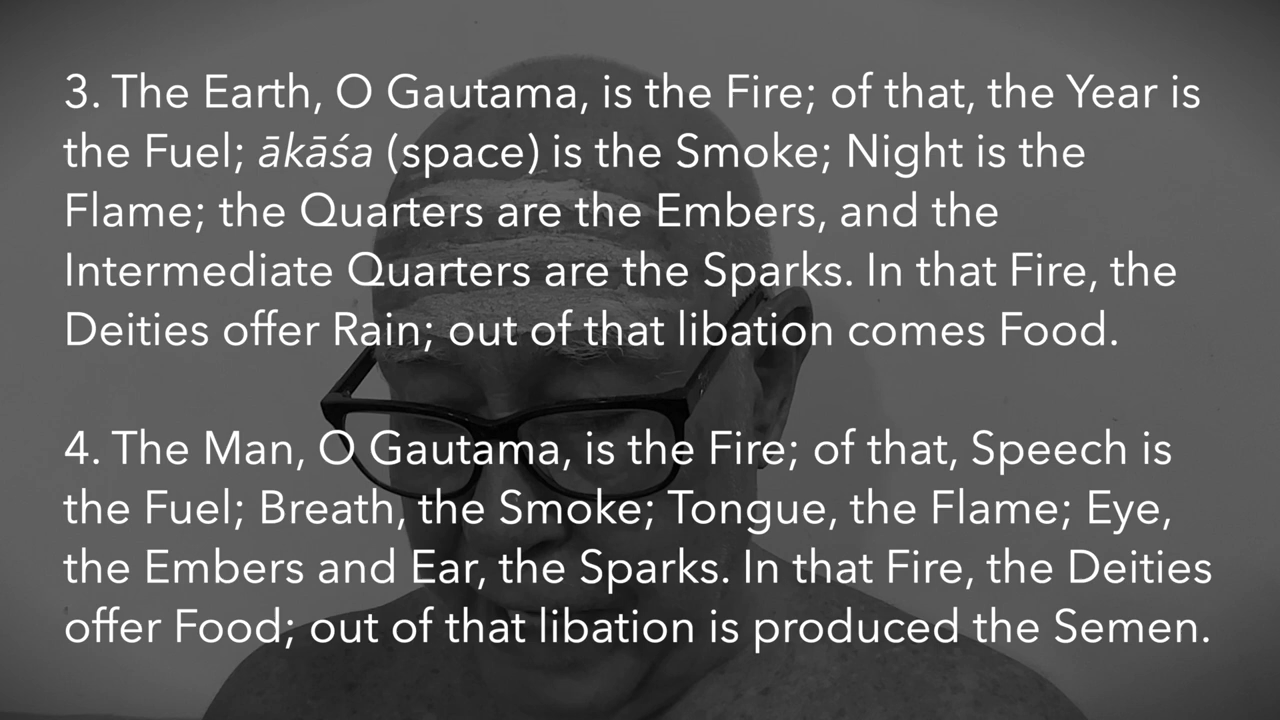 3. The Earth, O Gautama, is the Fire; of that, the Year is
the Fuel; ākāśa (space) is the Smoke; Night is the
Flame; the Quarters are the Embers, and the
Intermediate Quarters are the Sparks. In that Fire, the
Deities offer Rain; out of that libation comes Food.
4. The Man, O Gautama, is the Fire; of that, Speech is
the Fuel; Breath, the Smoke; Tongue, the Flame; Eye,
the Embers and Ear, the Sparks. In that Fire, the Deities
offer Food; out of that libation is produced the Semen.